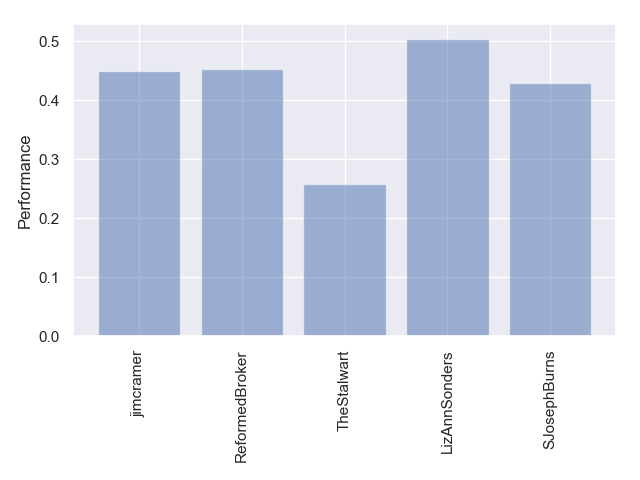 0.5
0.4
0.3
0.2
0.1
0.0
Performance
jimcramer
ReformedBroker
TheStalwart
LizAnnSonders
SJosephBurns